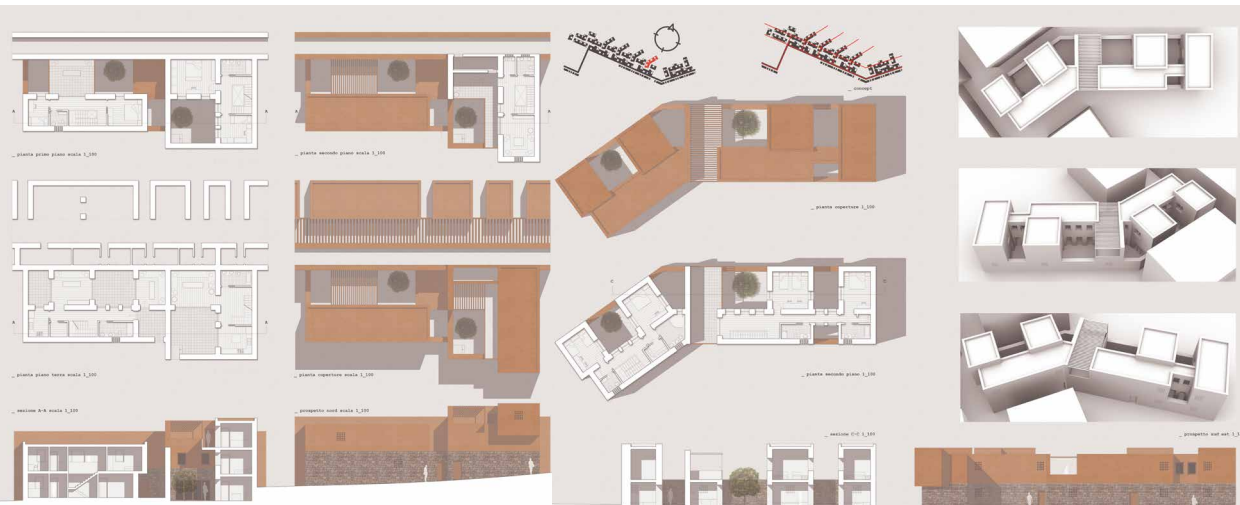 _ pianta primo piano scala 1_100
_ pianta secondo piano scala 1_100
_ concept
_ pianta coperture 1_100
_ pianta piano terra scala 1_100
_ pianta copertura scala 1_100
_ pianta secondo piano 1_100
_ sezione A-A scala 1_100
_ prospetto nord scala 1_100
_ sezione C-C 1_100
_ prospetto sud est 1_1
A
A
A
A
A
A